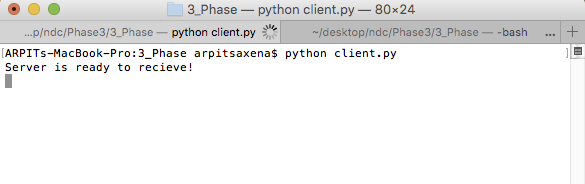 3_Phase — python client.py — 80×24
...p/ndc/Phase3/3_Phase — python client.py
~/desktop/ndc/Phase3/3_Phase — -bash
...
+
[ARPITs-MacBook-Pro:3_Phase arpitsaxena$ python client.py ]
Server is ready to recieve!